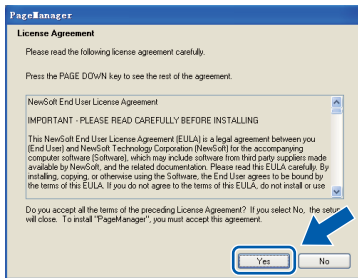 PageManager
License Agreement
Please read the following license agreement carefully.
Press the PAGE DOWN key to see the rest of the agreement.
NewSoft End User License Agreement
IMPORTANT - PLEASE READ CAREFULLY BEFORE INSTALLING
This NewSoft End User License Agreement (EULA) is a legal agreement between you
(End User) and NewSoft Technology Corporation (NewSoft) for the accompanying
computer software (Software), which may include software from third party suppliers made
available by NewSoft, and the related documentation. Please read this EULA carefully. By
installing, copying, or otherwise using the Software, the End User agrees to be bound by
the terms of this EULA. If you do not agree to the terms of this EULA, do not install or use
Do you accept all the terms of the preceding License Agreement? If you select No, the setup
will close. To install "PageManager", you must accept this agreement.
Yes
No